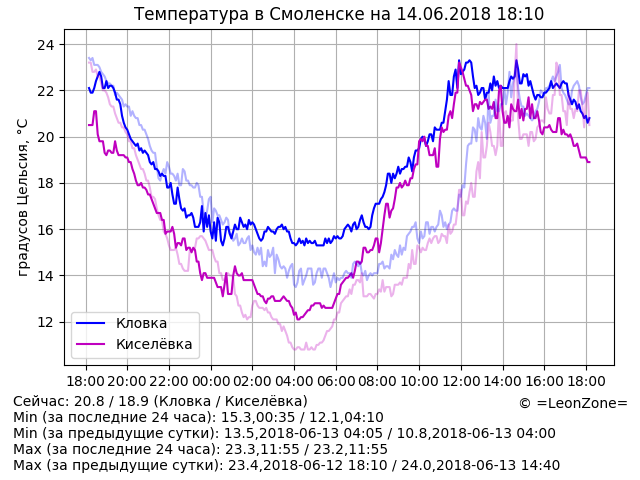 Температура в Смоленске на 14.06.2018 18:10
градусов Цельсия, °C
24
22
20
18
16
14
12
Кловка
Киселёвка
18:00 20:00 22:00 00:00 02:00 04:00 06:00 08:00 10:00 12:00 14:00 16:00 18:00
Сейчас: 20.8 / 18.9 (Кловка / Киселёвка)
© =LeonZone=
Min (за последние 24 часа): 15.3,00:35 / 12.1,04:10
Min (за предыдущие сутки): 13.5,2018-06-13 04:05 / 10.8,2018-06-13 04:00
Max (за последние 24 часа): 23.3,11:55 / 23.2,11:55
Max (за предыдущие сутки): 23.4,2018-06-12 18:10 / 24.0,2018-06-13 14:40